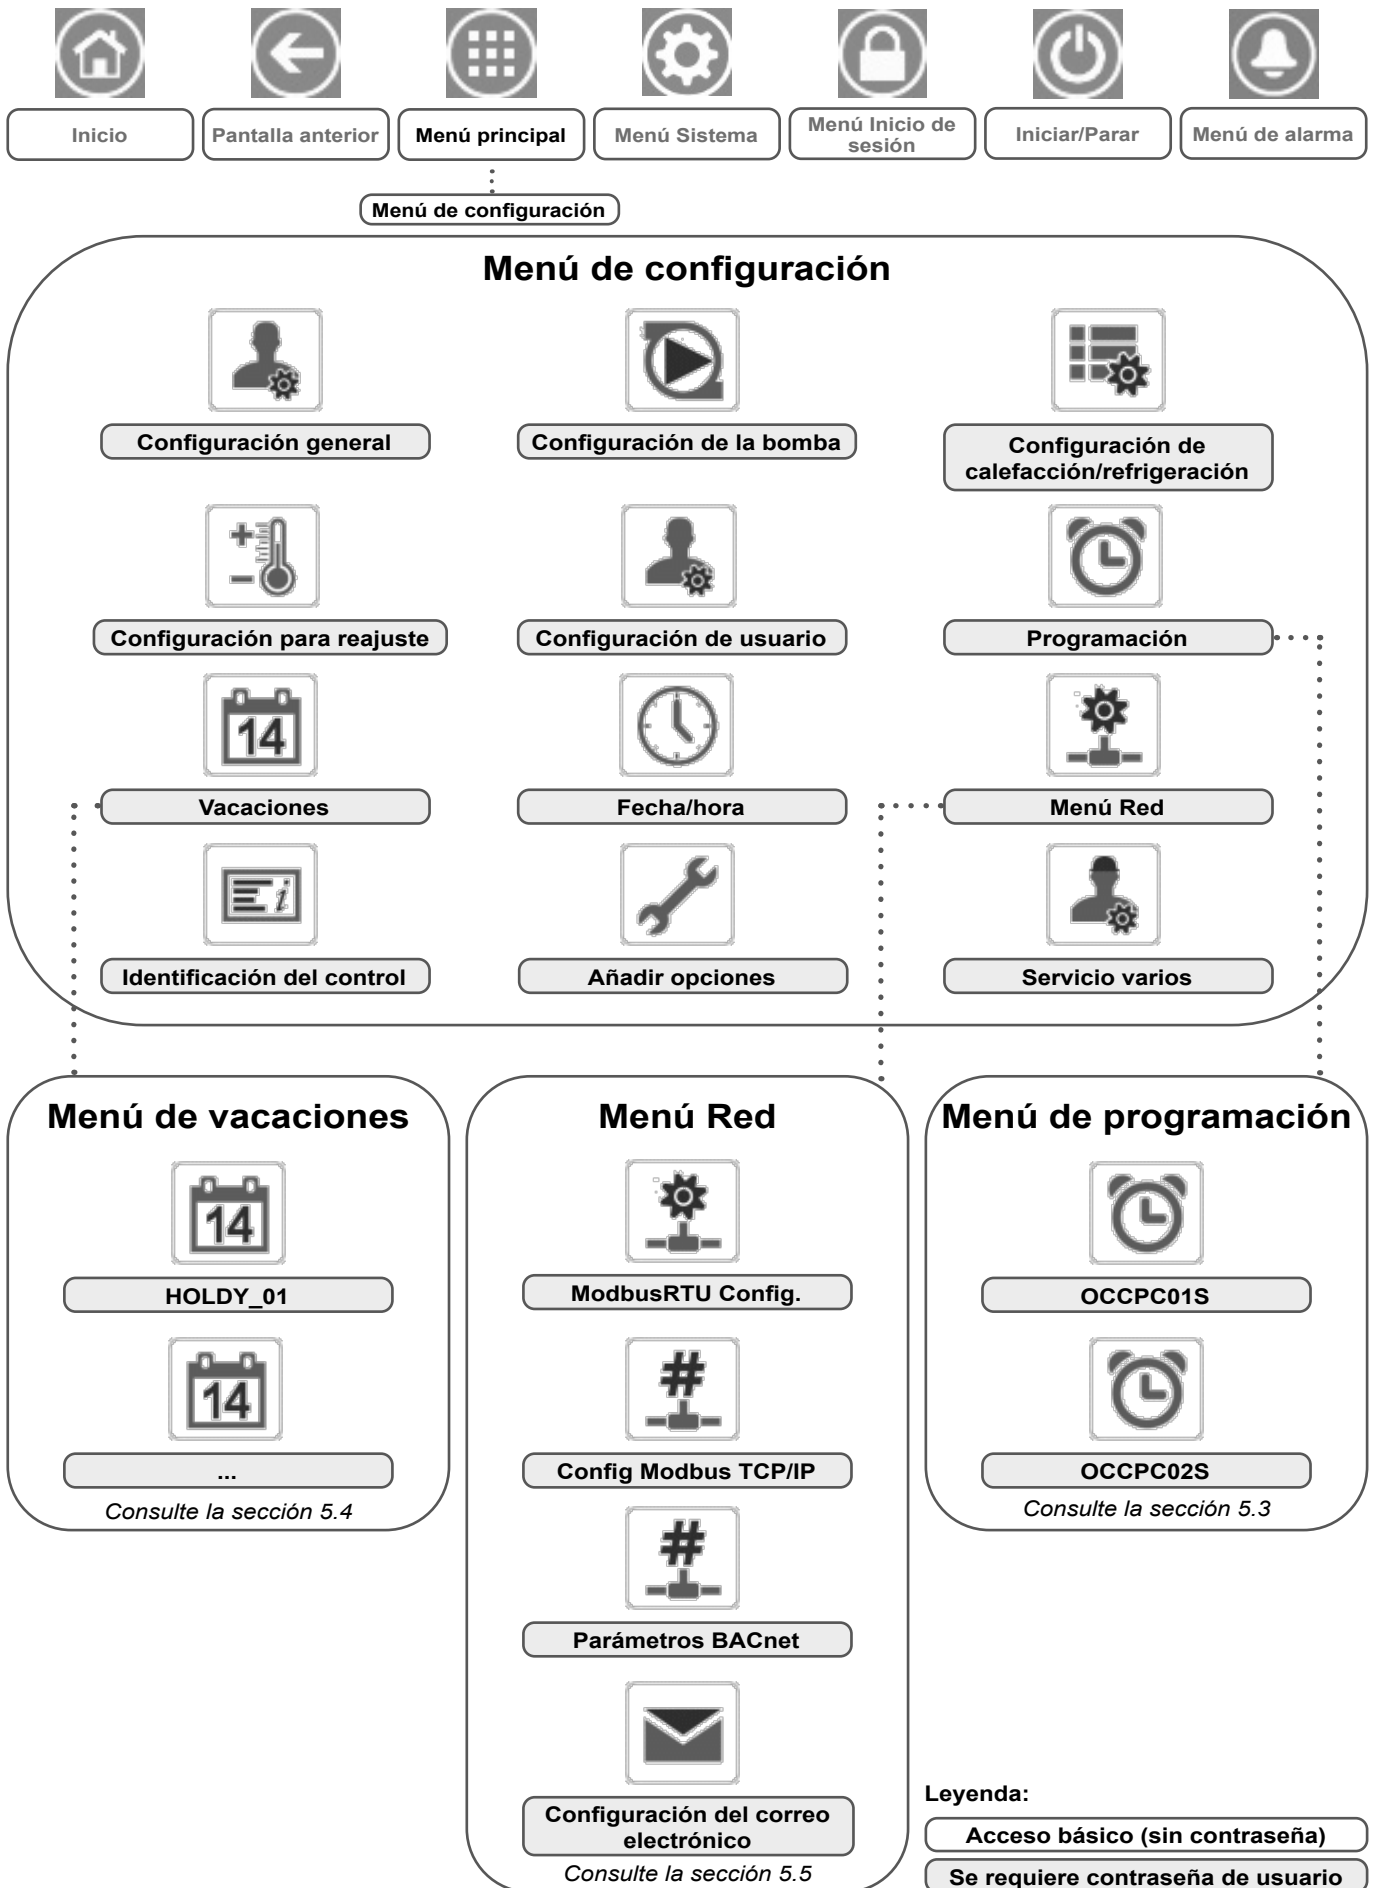 Inicio
Pantalla anterior
Menú principal
Menú Sistema
Menú Inicio de
sesión
Iniciar/Parar
Menú de alarma
Menú de configuración
Menú de configuración
Configuración general
Configuración de la bomba
Configuración de
calefacción/refrigeración
Configuración para reajuste
Configuración de usuario
Programación
14
Vacaciones
Fecha/hora
Menú Red
i
Identificación del control
Añadir opciones
Servicio varios
Menú de vacaciones
14
HOLDY_01
14
...
Consulte la sección 5.4
Menú Red
ModbusRTU Config.
#
Config Modbus TCP/IP
#
Parámetros BACnet
Configuración del correo
electrónico
Consulte la sección 5.5
Menú de programación
OCCPC01S
OCCPC02S
Consulte la sección 5.3
Leyenda:
Acceso básico (sin contraseña)
Se requiere contraseña de usuario